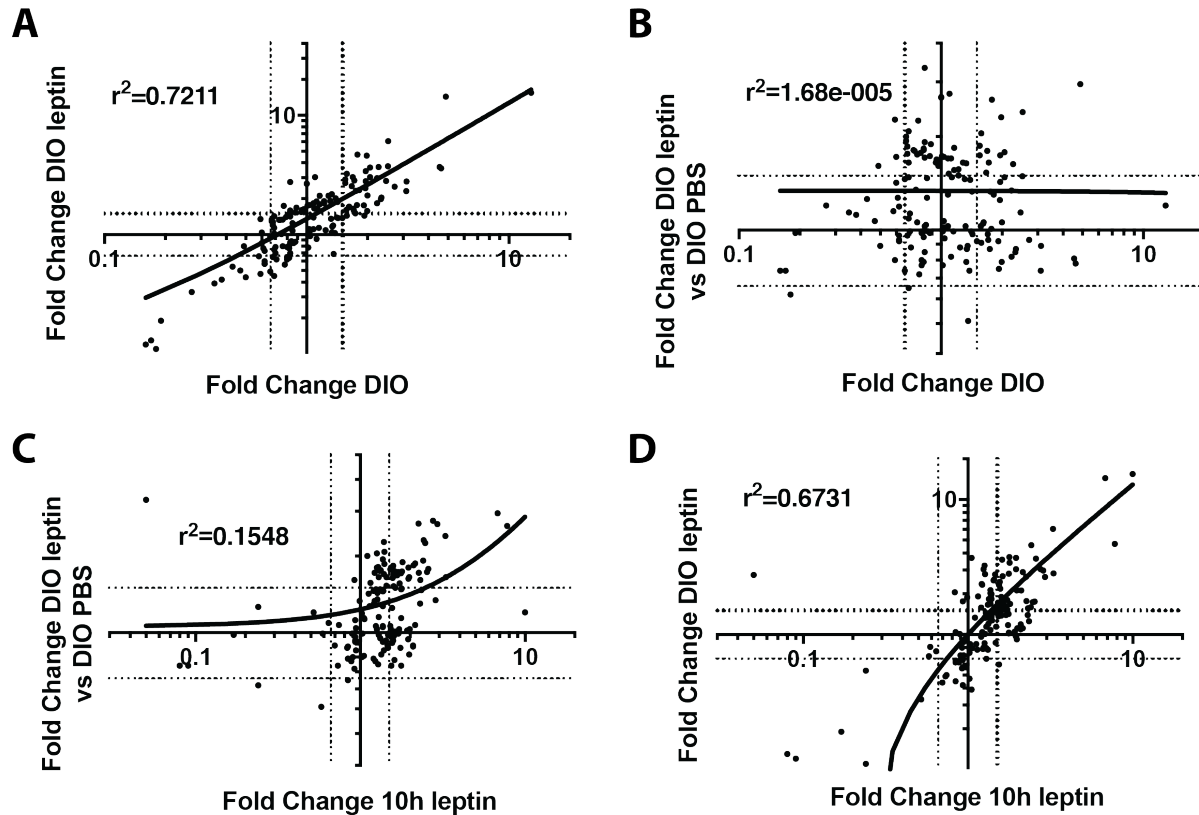 A
Fold Change DIO leptin
r²=0.7211
10
0.1
10
Fold Change DIO
B
Fold Change DIO leptin
vs DIO PBS
r²=1.68e-005
0.1
10
Fold Change DIO
C
Fold Change DIO leptin
vs DIO PBS
r²=0.1548
0.1
10
Fold Change 10h leptin
D
Fold Change DIO leptin
r²=0.6731
10
0.1
10
Fold Change 10h leptin